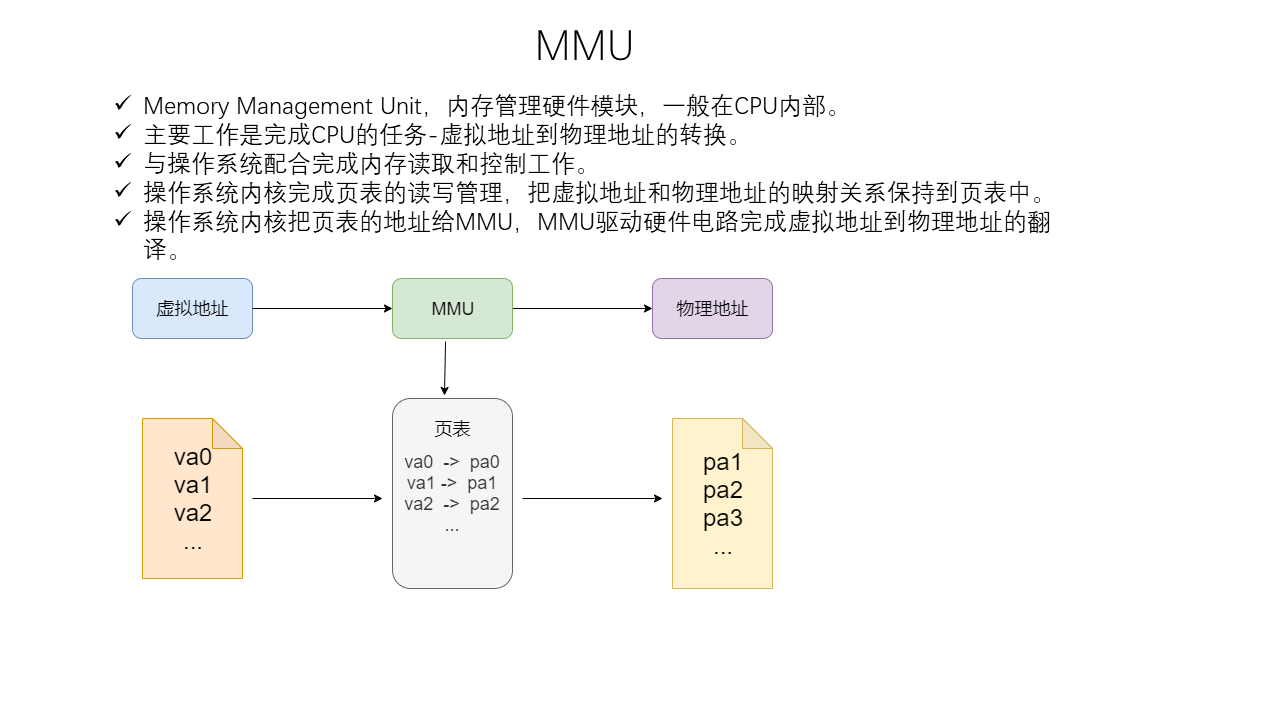 MMU
✓ Memory Management Unit，内存管理硬件模块，一般在CPU内部。
✓ 主要工作是完成CPU的任务-虚拟地址到物理地址的转换。
✓ 与操作系统配合完成内存读取和控制工作。
✓ 操作系统内核完成页表的读写管理，把虚拟地址和物理地址的映射关系保持到页表中。
✓ 操作系统内核把页表的地址给MMU，MMU驱动硬件电路完成虚拟地址到物理地址的翻
译。
虚拟地址
MMU
物理地址
va0
va1
va2
...
页表
va0 -> pa0
va1 -> pa1
va2 -> pa2
...
pa1
pa2
pa3
...